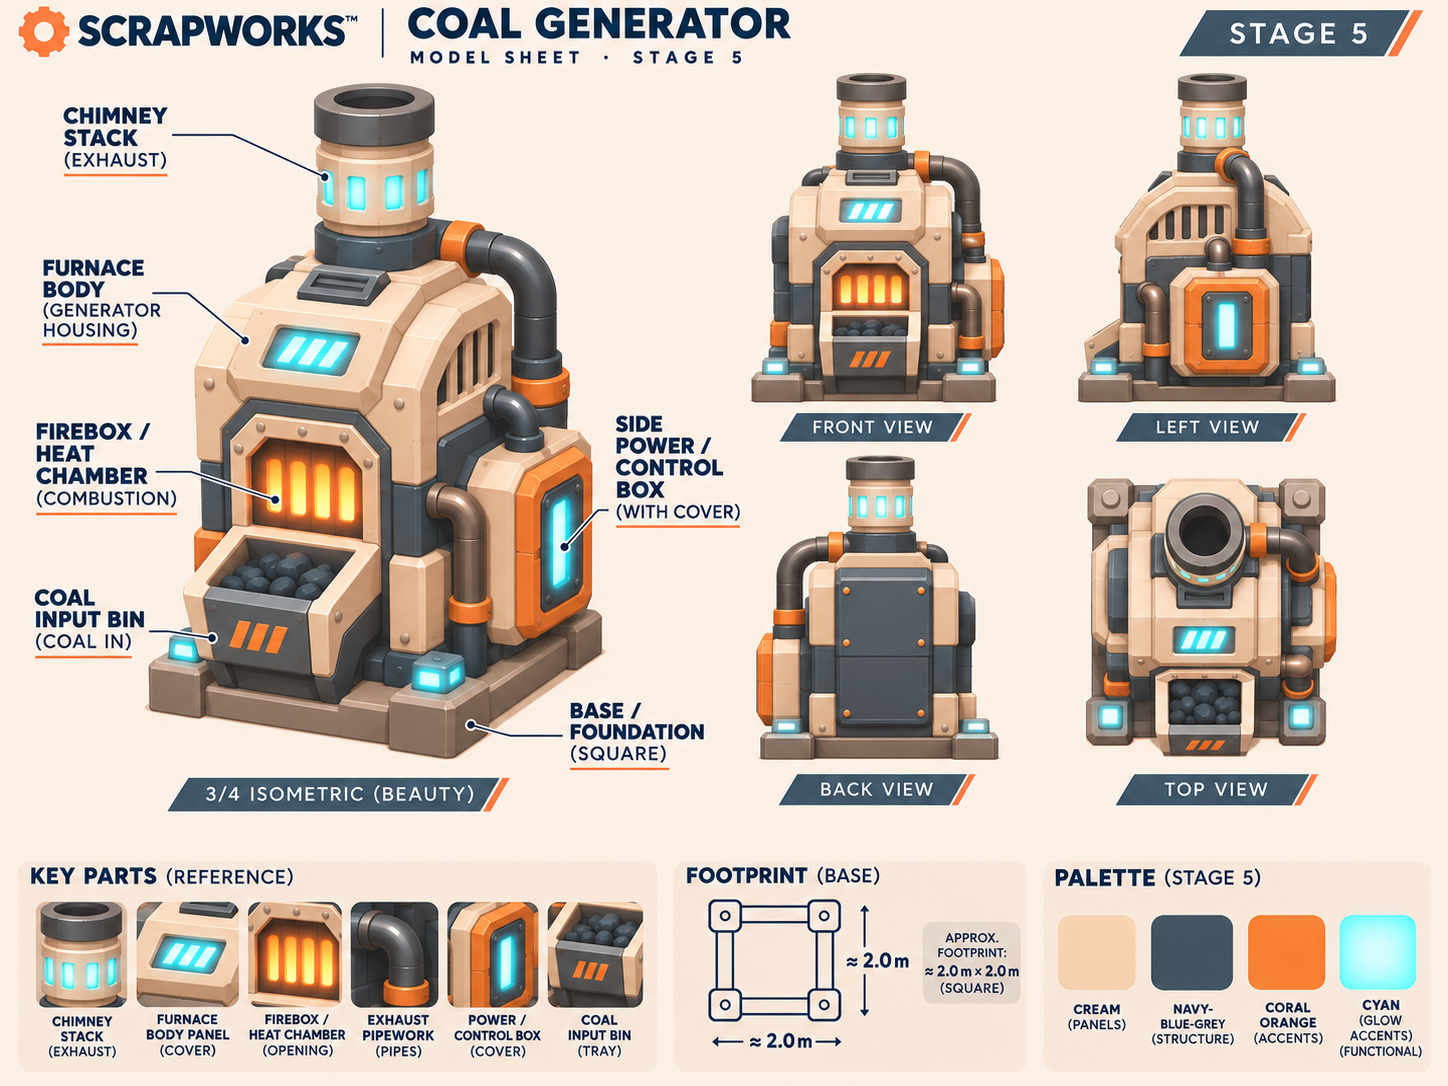 SCRAPWORKS™
COAL GENERATOR
MODEL SHEET · STAGE 5
STAGE 5
CHIMNEY
STACK
(EXHAUST)
FURNACE
BODY
(GENERATOR
HOUSING)
FIREBOX /
HEAT
CHAMBER
(COMBUSTION)
COAL
INPUT BIN
(COAL IN)
SIDE
POWER /
CONTROL
BOX
(WITH COVER)
BASE /
FOUNDATION
(SQUARE)
3/4 ISOMETRIC (BEAUTY)
FRONT VIEW
LEFT VIEW
BACK VIEW
TOP VIEW
KEY PARTS (REFERENCE)
CHIMNEY
STACK
(EXHAUST)
FURNACE
BODY PANEL
(COVER)
FIREBOX /
HEAT CHAMBER
(OPENING)
EXHAUST
PIPEWORK
(PIPES)
POWER /
CONTROL BOX
(COVER)
COAL
INPUT BIN
(TRAY)
FOOTPRINT (BASE)
≈ 2.0 m
≈ 2.0 m
APPROX.
FOOTPRINT:
≈ 2.0 m × 2.0 m
(SQUARE)
PALETTE (STAGE 5)
CREAM
(PANELS)
NAVY-
BLUE-GREY
(STRUCTURE)
CORAL
ORANGE
(ACCENTS)
CYAN
(GLOW
ACCENTS)
(FUNCTIONAL)